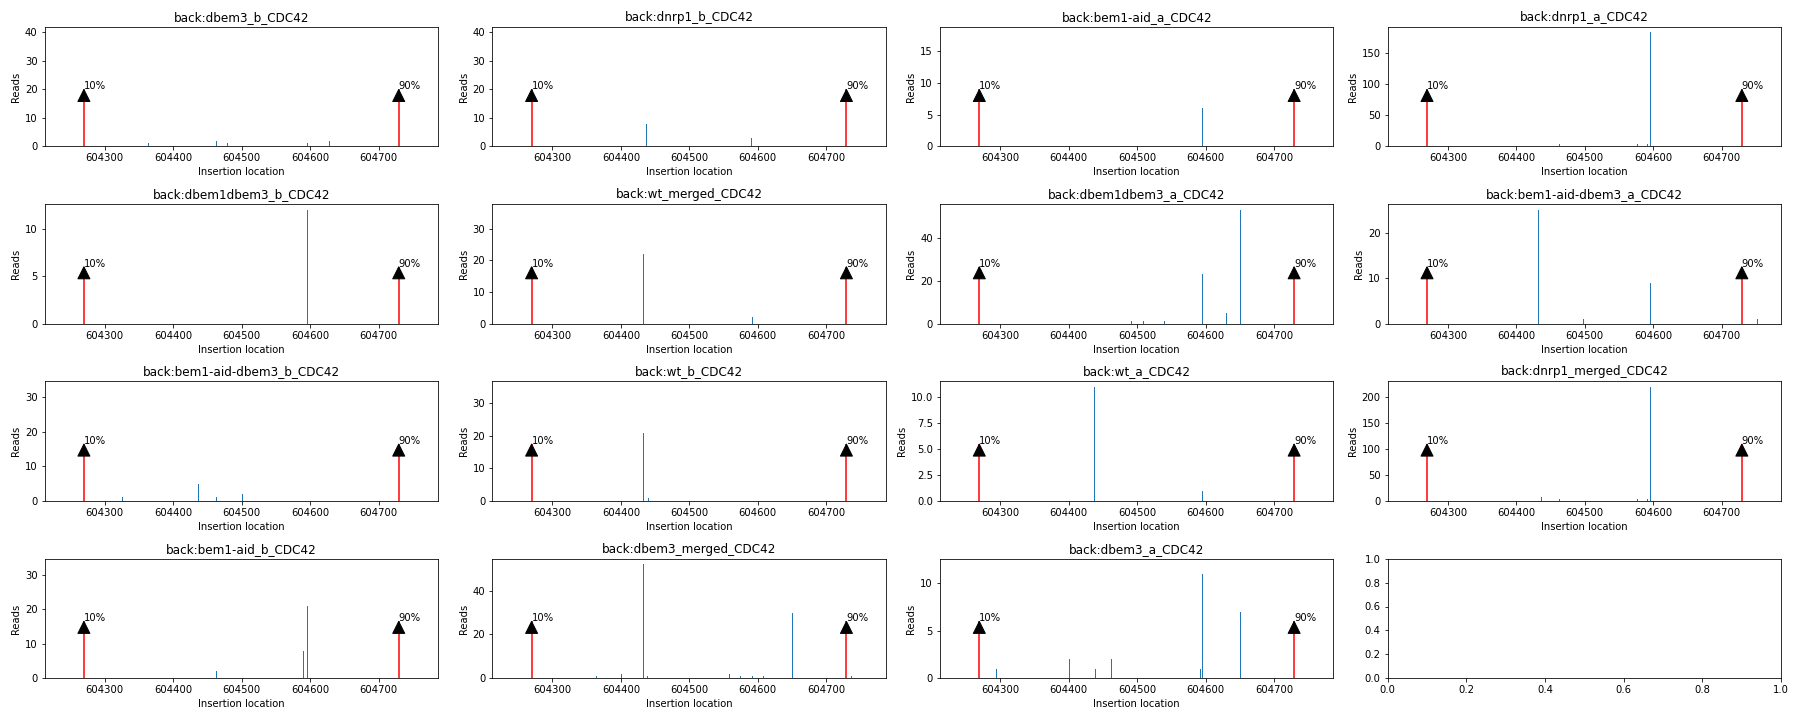 back:dbem3_b_CDC42
40
30
20
10
0
Reads
10%
90%
604300 604400 604500 604600 604700
Insertion location
back:dnrp1_b_CDC42
40
30
20
10
0
Reads
10%
90%
604300 604400 604500 604600 604700
Insertion location
back:bem1-aid_a_CDC42
15
10
5
0
Reads
10%
90%
604300 604400 604500 604600 604700
Insertion location
back:dnrp1_a_CDC42
150
100
50
0
Reads
10%
90%
604300 604400 604500 604600 604700
Insertion location
back:dbem1dbem3_b_CDC42
10
5
0
Reads
10%
90%
604300 604400 604500 604600 604700
Insertion location
back:wt_merged_CDC42
30
20
10
0
Reads
10%
90%
604300 604400 604500 604600 604700
Insertion location
back:dbem1dbem3_a_CDC42
40
20
0
Reads
10%
90%
604300 604400 604500 604600 604700
Insertion location
back:bem1-aid-dbem3_a_CDC42
20
10
0
Reads
10%
90%
604300 604400 604500 604600 604700
Insertion location
back:bem1-aid-dbem3_b_CDC42
30
20
10
0
Reads
10%
90%
604300 604400 604500 604600 604700
Insertion location
back:wt_b_CDC42
30
20
10
0
Reads
10%
90%
604300 604400 604500 604600 604700
Insertion location
back:wt_a_CDC42
10.0
7.5
5.0
2.5
0.0
Reads
10%
90%
604300 604400 604500 604600 604700
Insertion location
back:dnrp1_merged_CDC42
200
150
100
50
0
Reads
10%
90%
604300 604400 604500 604600 604700
Insertion location
back:bem1-aid_b_CDC42
30
20
10
0
Reads
10%
90%
604300 604400 604500 604600 604700
Insertion location
back:dbem3_merged_CDC42
40
20
0
Reads
10%
90%
604300 604400 604500 604600 604700
Insertion location
back:dbem3_a_CDC42
10
5
0
Reads
10%
90%
604300 604400 604500 604600 604700
Insertion location
1.0
0.8
0.6
0.4
0.2
0.0
0.0 0.2 0.4 0.6 0.8 1.0